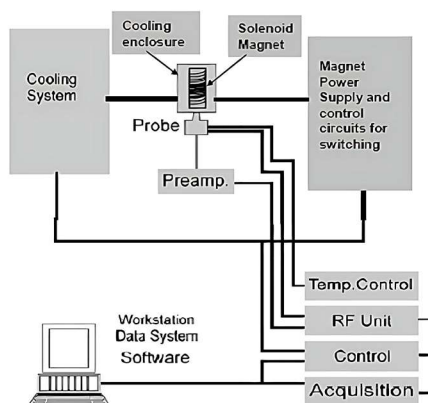 Cooling
enclosure
Solenoid
Magnet
Cooling
System
Magnet
Power
Supply and
control
circuits for
switching
Probe
Preamp.
Temp.Control
Workstation
Data System
Software
RF Unit
Control
Acquisition